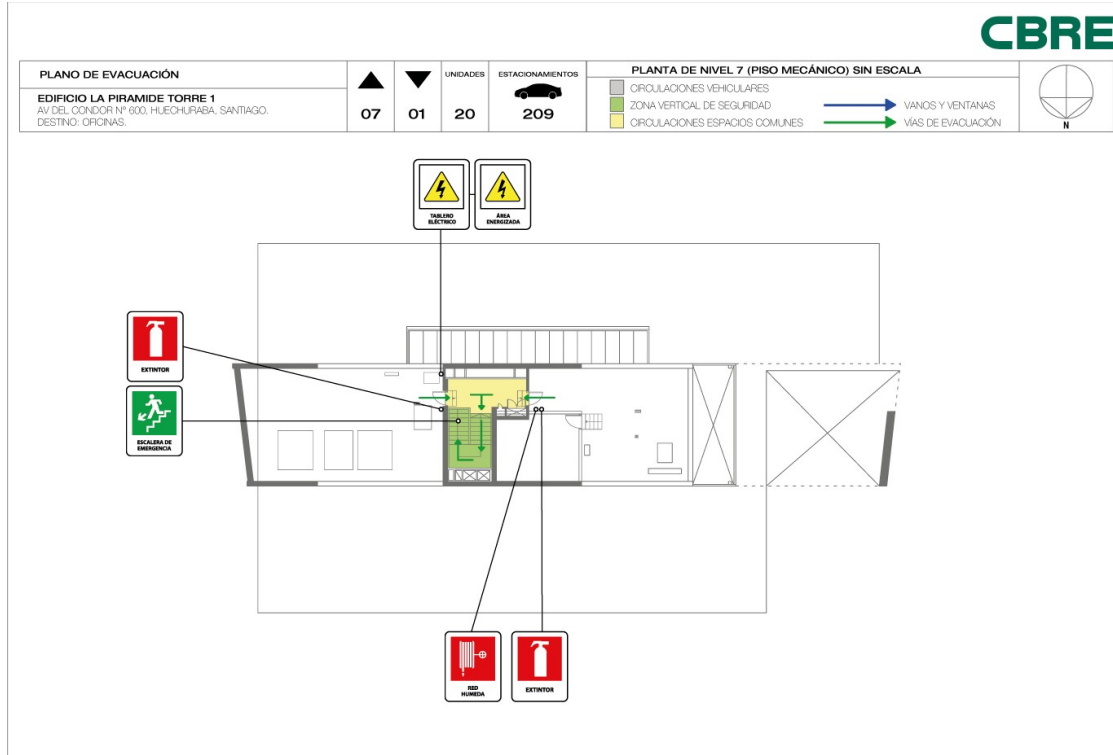 CBRE
PLANO DE EVACUACIÓN
EDIFICIO LA PIRAMIDE TORRE 1
AV DEL CONDOR Nº 600, HUECHURABA, SANTIAGO.
DESTINO: OFICINAS.
07
01
UNIDADES
20
ESTACIONAMIENTOS
209
PLANTA DE NIVEL 7 (PISO MECÁNICO) SIN ESCALA
CIRCULACIONES VEHICULARES
ZONA VERTICAL DE SEGURIDAD
CIRCULACIONES ESPACIOS COMUNES
VANOS Y VENTANAS
VÍAS DE EVACUACIÓN
N
TABLERO
ELÉCTRICO
ÁREA
ENERGIZADA
EXTINTOR
ESCALERA DE
EMERGENCIA
RED
HUMEDA
EXTINTOR